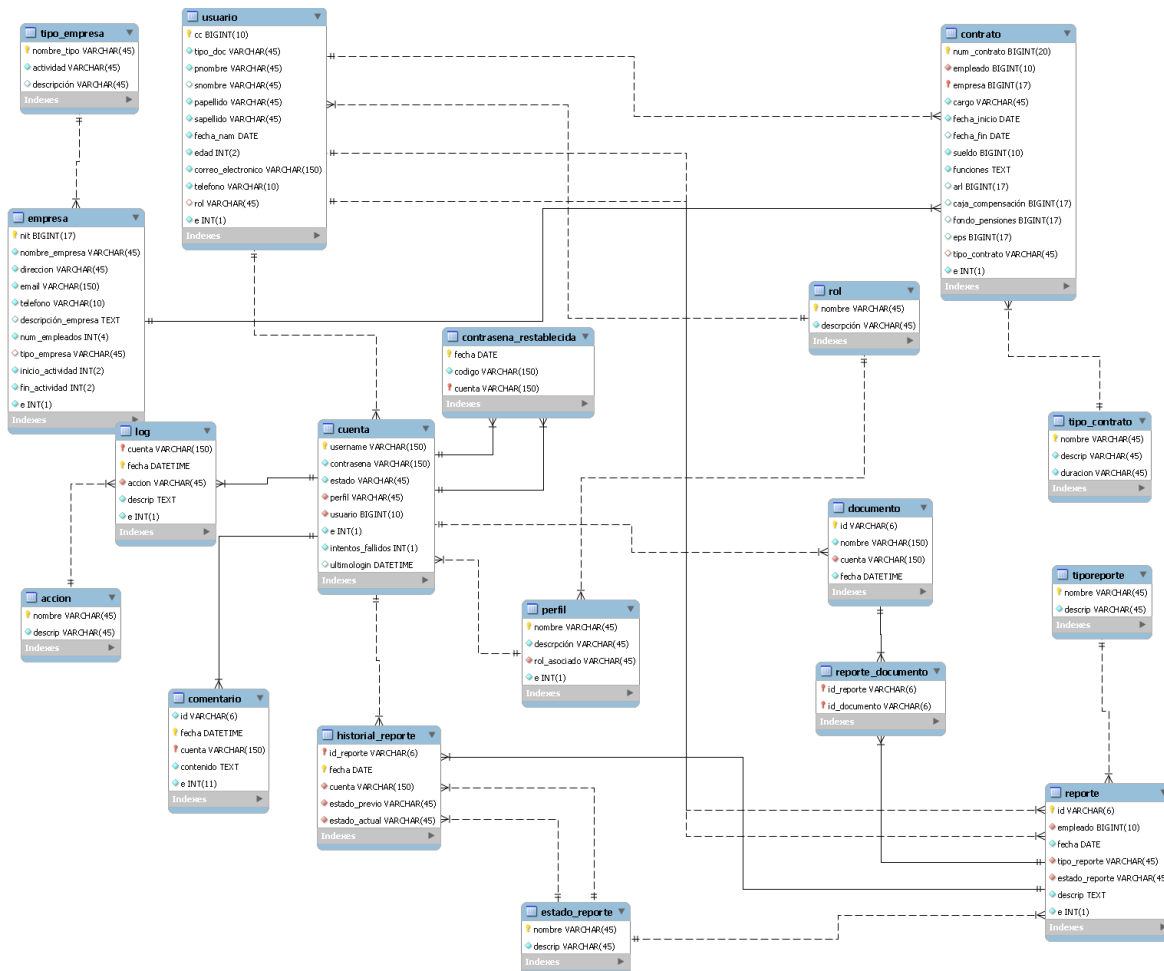 tipo_empresa
nombre_tipo VARCHAR(45)
actividad VARCHAR(45)
descripción VARCHAR(45)
Indexes
usuario
cc BIGINT(10)
tipo_doc VARCHAR(45)
pnombre VARCHAR(45)
snombre VARCHAR(45)
papellido VARCHAR(45)
sapellido VARCHAR(45)
fecha_nam DATE
edad INT(2)
correo_electronico VARCHAR(150)
telefono VARCHAR(10)
rol VARCHAR(45)
e INT(1)
Indexes
contrato
num_contrato BIGINT(20)
empleado BIGINT(10)
empresa BIGINT(17)
cargo VARCHAR(45)
fecha_inicio DATE
fecha_fin DATE
sueldo BIGINT(10)
funciones TEXT
arl BIGINT(17)
caja_compensación BIGINT(17)
fondo_pensiones BIGINT(17)
eps BIGINT(17)
tipo_contrato VARCHAR(45)
e INT(1)
Indexes
empresa
nit BIGINT(17)
nombre_empresa VARCHAR(45)
direccion VARCHAR(45)
email VARCHAR(150)
telefono VARCHAR(10)
descripción_empresa TEXT
num_empleados INT(4)
tipo_empresa VARCHAR(45)
inicio_actividad INT(2)
fin_actividad INT(2)
e INT(1)
Indexes
rol
nombre VARCHAR(45)
descrpción VARCHAR(45)
Indexes
contrasena_restablecida
fecha DATE
codigo VARCHAR(150)
cuenta VARCHAR(150)
Indexes
log
cuenta VARCHAR(150)
fecha DATETIME
accion VARCHAR(45)
descrip TEXT
e INT(1)
Indexes
cuenta
username VARCHAR(150)
contrasena VARCHAR(150)
estado VARCHAR(45)
perfil VARCHAR(45)
usuario BIGINT(10)
e INT(1)
intentos_fallidos INT(1)
ultimologin DATETIME
Indexes
tipo_contrato
nombre VARCHAR(45)
descrip VARCHAR(45)
duracion VARCHAR(45)
Indexes
documento
id VARCHAR(6)
nombre VARCHAR(150)
cuenta VARCHAR(150)
fecha DATETIME
Indexes
accion
nombre VARCHAR(45)
descrip VARCHAR(45)
Indexes
perfil
nombre VARCHAR(45)
descrpción VARCHAR(45)
rol_asociado VARCHAR(45)
e INT(1)
Indexes
tiporeporte
nombre VARCHAR(45)
descrip VARCHAR(45)
Indexes
reporte_documento
id_reporte VARCHAR(6)
id_documento VARCHAR(6)
Indexes
comentario
id VARCHAR(6)
fecha DATETIME
cuenta VARCHAR(150)
contenido TEXT
e INT(11)
Indexes
historial_reporte
id_reporte VARCHAR(6)
fecha DATE
cuenta VARCHAR(150)
estado_previo VARCHAR(45)
estado_actual VARCHAR(45)
Indexes
reporte
id VARCHAR(6)
empleado BIGINT(10)
fecha DATE
tipo_reporte VARCHAR(45)
estado_reporte VARCHAR(45
descrip TEXT
e INT(1)
Indexes
estado_reporte
nombre VARCHAR(45)
descrip VARCHAR(45)
Indexes